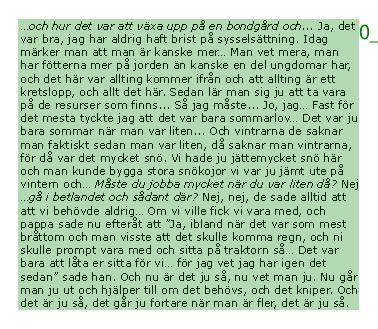 …och hur det var att växa upp på en bondgård och… Ja, det
var bra, jag har aldrig haft brist på sysselsättning. Idag
märker man att man är kanske mer… Man vet mera, man
har fötterna mer på jorden än kanske en del ungdomar har,
och det här var allting kommer ifrån och att allting är ett
kretslopp, och allt det här. Sedan lär man sig ju att ta vara
på de resurser som finns… Så jag måste… Jo, jag… Fast för
det mesta tyckte jag att det var bara sommarlov… Det var ju
bara sommar när man var liten… Och vintrarna de saknar
man faktiskt sedan man var liten, då saknar man vintrarna,
för då var det mycket snö. Vi hade ju jättemycket snö här
och man kunde bygga stora snökojor vi var ju jämt ute på
vintern och… Måste du jobba mycket när du var liten då? Nej
…gå i betlandet och sådant där? Nej, nej, de sade alltid att
att vi behövde aldrig… Om vi ville fick vi vara med, och
pappa sade nu efteråt att ”Ja, ibland när det var som mest
bråttom och man visste att det skulle komma regn, och ni
skulle prompt vara med och sitta på traktorn så… Det var
bara att låta er sitta för vi… för jag vet jag har igen det
sedan” sade han. Och nu är det ju så, nu vet man ju. Nu går
man ju ut och hjälper till om det behövs, och det kniper. Och
det är ju så, det går ju fortare när man är fler, det är ju så.
0_